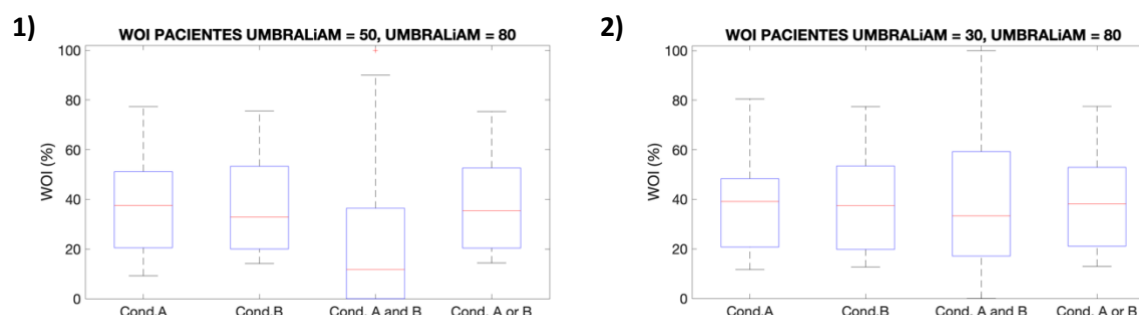 1)
WOI PACIENTES UMBRALiAM = 50, UMBRALiAM = 80
WOI (%)
100
80
60
40
20
0
Cond.A Cond.B Cond. A and B Cond. A or B
2)
WOI PACIENTES UMBRALiAM = 30, UMBRALiAM = 80
WOI (%)
100
80
60
40
20
0
Cond.A Cond.B Cond. A and B Cond. A or B